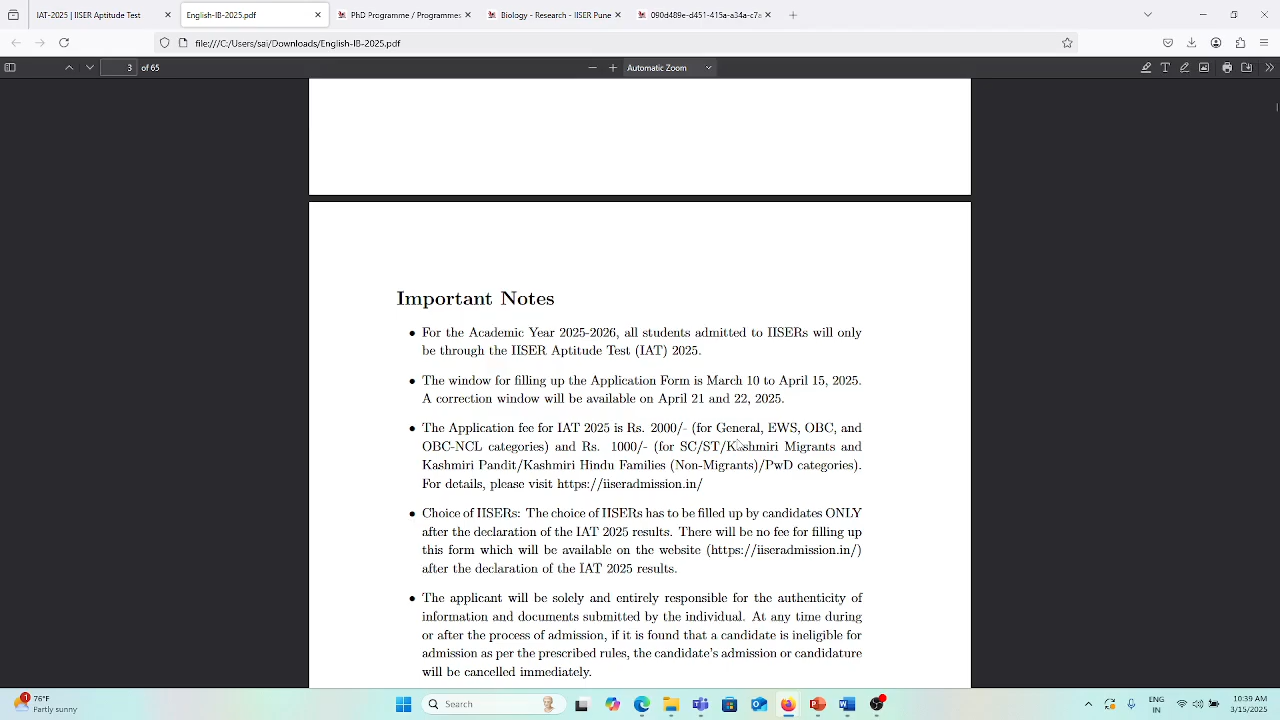 IAT-2025 | IISER Aptitude Test
English-IB-2025.pdf
PhD Programme / Programmes
Biology - Research - IISER Pune
090d489e-d451-415a-a34a-c7
file:///C:/Users/sai/Downloads/English-IB-2025.pdf
3 of 65
Automatic Zoom
Important Notes
• For the Academic Year 2025-2026, all students admitted to IISERs will only
be through the IISER Aptitude Test (IAT) 2025.
• The window for filling up the Application Form is March 10 to April 15, 2025.
A correction window will be available on April 21 and 22, 2025.
• The Application fee for IAT 2025 is Rs. 2000/- (for General, EWS, OBC, and
OBC-NCL categories) and Rs. 1000/- (for SC/ST/Kashmiri Migrants and
Kashmiri Pandit/Kashmiri Hindu Families (Non-Migrants)/PwD categories).
For details, please visit https://iiseradmission.in/
• Choice of IISERs: The choice of IISERs has to be filled up by candidates ONLY
after the declaration of the IAT 2025 results. There will be no fee for filling up
this form which will be available on the website (https://iiseradmission.in/)
after the declaration of the IAT 2025 results.
• The applicant will be solely and entirely responsible for the authenticity of
information and documents submitted by the individual. At any time during
or after the process of admission, if it is found that a candidate is ineligible for
admission as per the prescribed rules, the candidate's admission or candidature
will be cancelled immediately.
1
76°F
Partly sunny
Search
ENG
IN
10:39 AM
3/15/2025